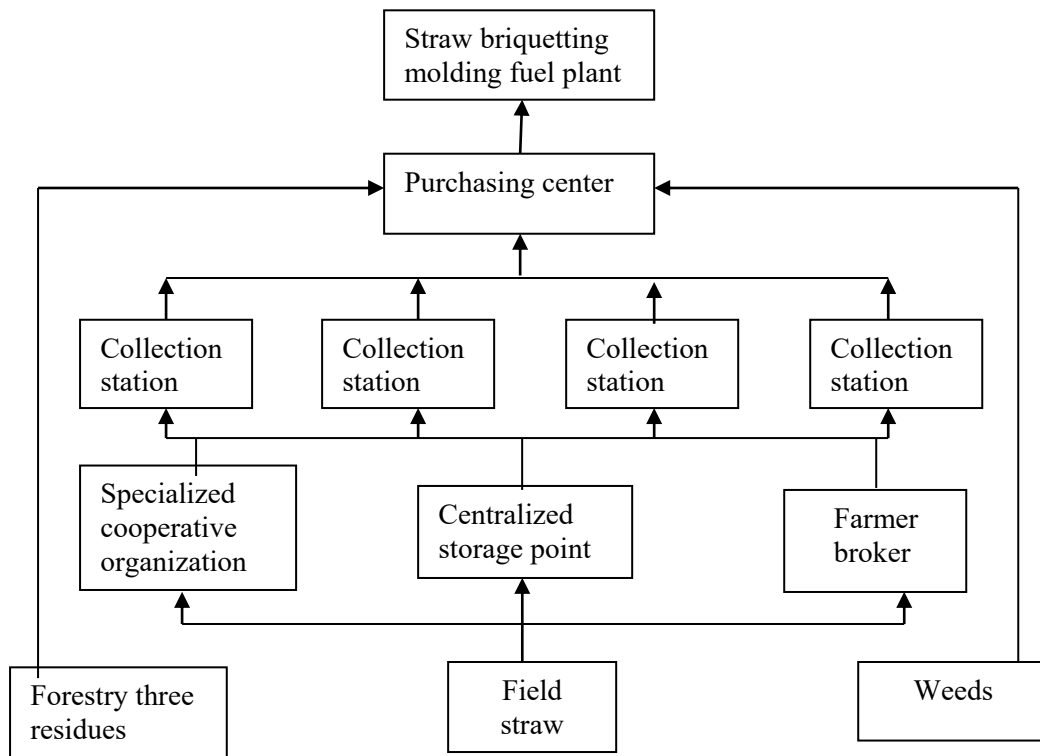 Straw briquetting
molding fuel plant
Purchasing center
Collection
station
Collection
station
Collection
station
Collection
station
Specialized
cooperative
organization
Centralized
storage point
Farmer
broker
Forestry three
residues
Field
straw
Weeds